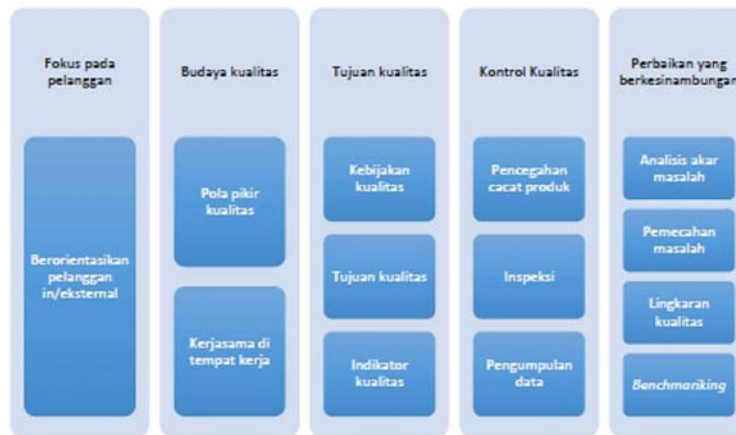 Fokus pada
pelanggan
Berorientasikan
pelanggan
in/eksternal
Budaya kualitas
Pola pikir
kualitas
Kerjasama di
tempat kerja
Tujuan kualitas
Kebijakan
kualitas
Tujuan kualitas
Indikator
kualitas
Kontrol Kualitas
Pencegahan
cacat produk
Inspeksi
Pengumpulan
data
Perbaikan yang
berkesinambungan
Analisis akar
masalah
Pemecahan
masalah
Lingkaran
kualitas
Benchmariking